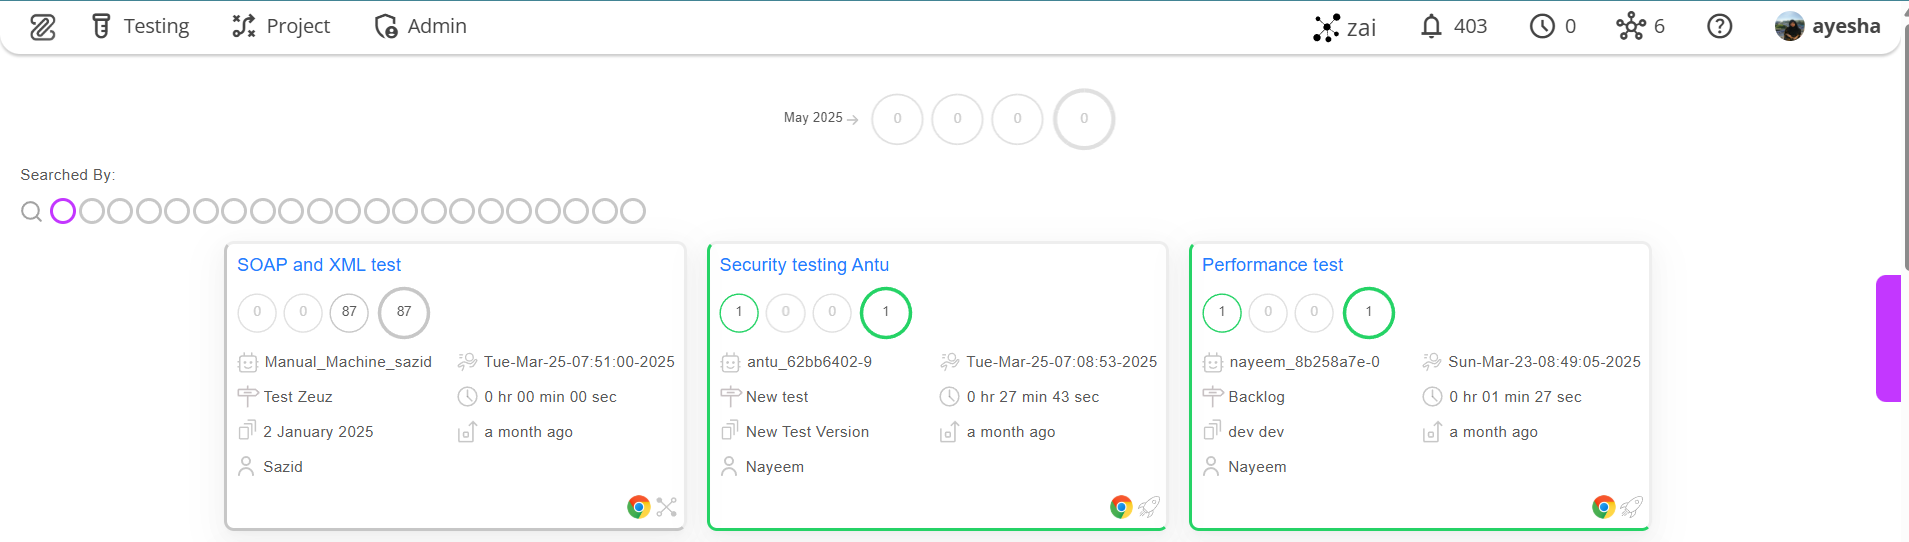 Testing Project Admin zai 403 0 6 ayesha
May 2025 0 0 0 0
Searched By:
SOAP and XML test
0 0 87 87
Manual_Machine_sazid Tue-Mar-25-07:51:00-2025
Test Zeuz 0 hr 00 min 00 sec
2 January 2025 a month ago
Sazid
Security testing Antu
1 0 0 1
antu_62bb6402-9 Tue-Mar-25-07:08:53-2025
New test 0 hr 27 min 43 sec
New Test Version a month ago
Nayeem
Performance test
1 0 0 1
nayeem_8b258a7e-0 Sun-Mar-23-08:49:05-2025
Backlog 0 hr 01 min 27 sec
dev dev a month ago
Nayeem